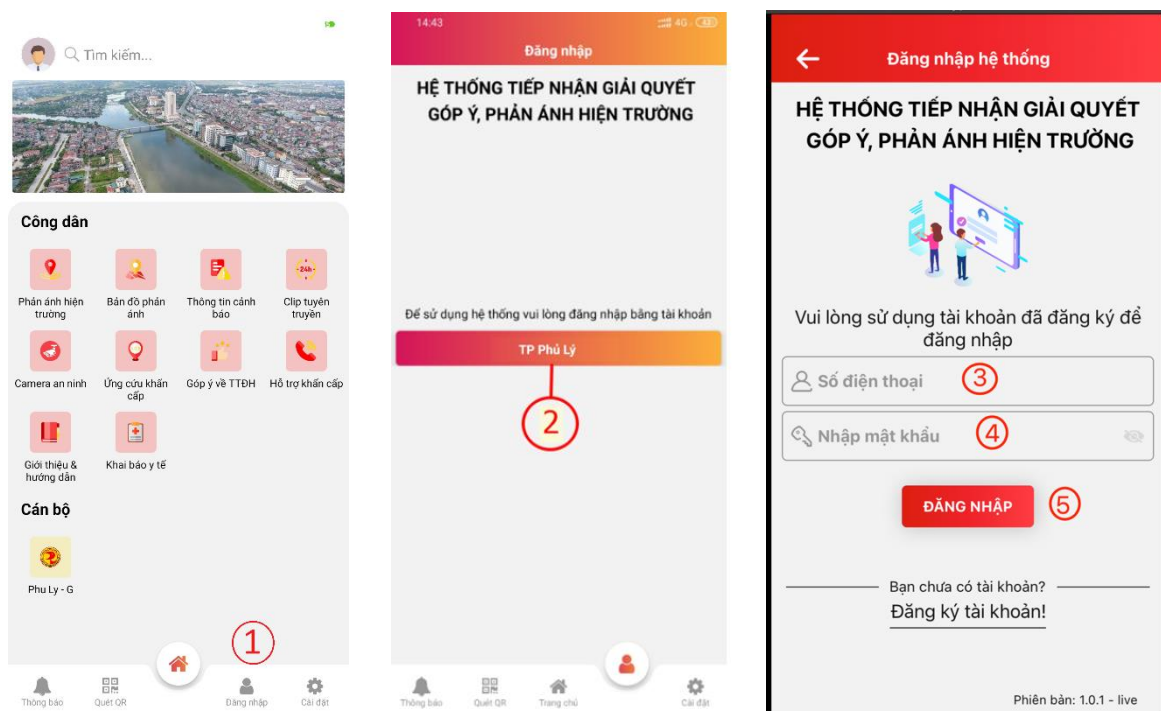 Tìm kiếm...
Công dân
Phản ánh hiện trường
Bản đồ phản ánh
Thông tin cảnh báo
Clip tuyên truyền
Camera an ninh
Ứng cứu khẩn cấp
Góp ý về TTĐH
Hỗ trợ khẩn cấp
Giới thiệu & hướng dẫn
Khai báo y tế
Cán bộ
Phu Ly - G
1
Thông báo
Quét QR
Đăng nhập
Cài đặt
14:43
4G
Đăng nhập
HỆ THỐNG TIẾP NHẬN GIẢI QUYẾT
GÓP Ý, PHẢN ÁNH HIỆN TRƯỜNG
Để sử dụng hệ thống vui lòng đăng nhập bằng tài khoản
TP Phủ Lý
2
Thông báo
Quét QR
Trang chủ
Cài đặt
Đăng nhập hệ thống
HỆ THỐNG TIẾP NHẬN GIẢI QUYẾT
GÓP Ý, PHẢN ÁNH HIỆN TRƯỜNG
Vui lòng sử dụng tài khoản đã đăng ký để
đăng nhập
Số điện thoại
3
Nhập mật khẩu
4
ĐĂNG NHẬP
5
Bạn chưa có tài khoản?
Đăng ký tài khoản!
Phiên bản: 1.0.1 - live